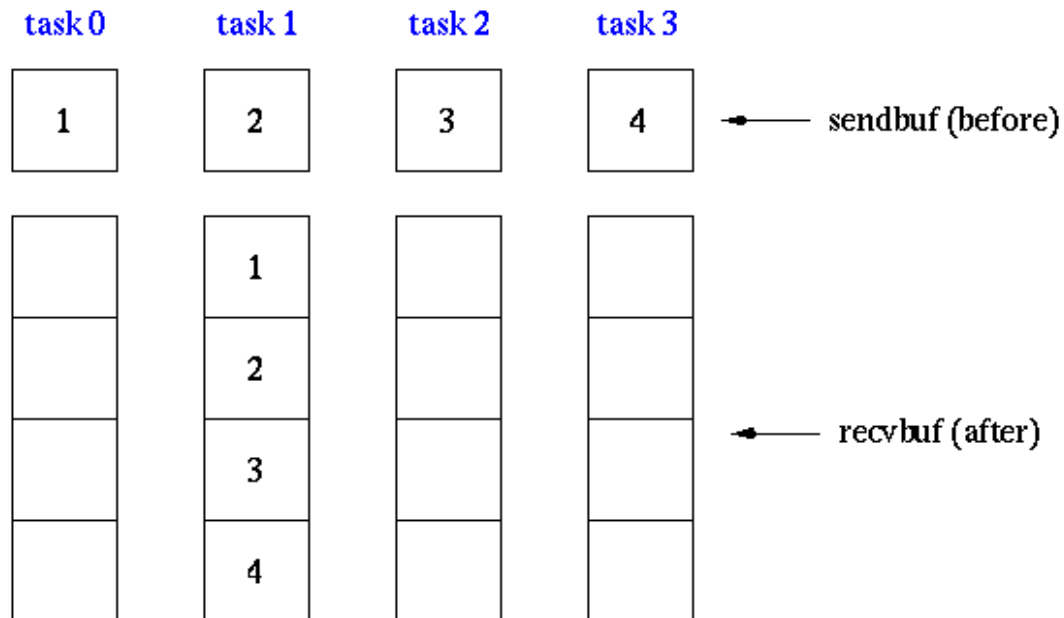 task 0 task 1 task 2 task 3
1 2 3 4 sendbuf (before)
1
2
3
recvbuf (after)
4